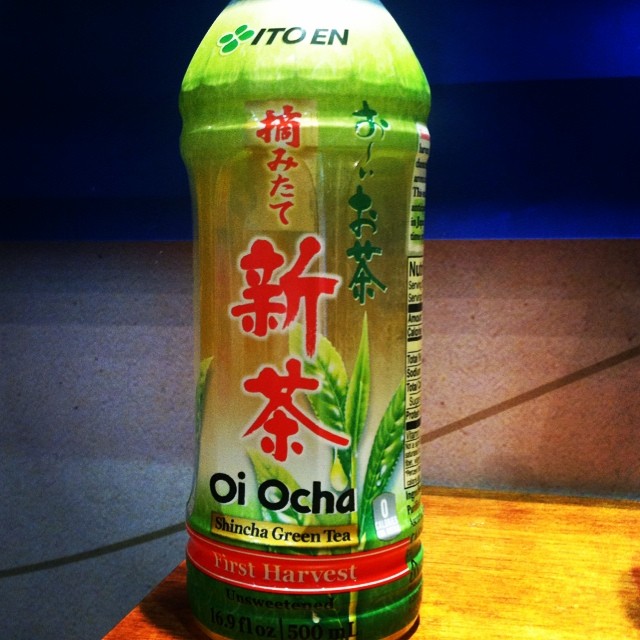 ITO EN
お～いお茶
摘みたて
新茶
Oi Ocha
Shincha Green Tea
First Harvest
Unsweetened
16.9 fl oz | 500 mL
0